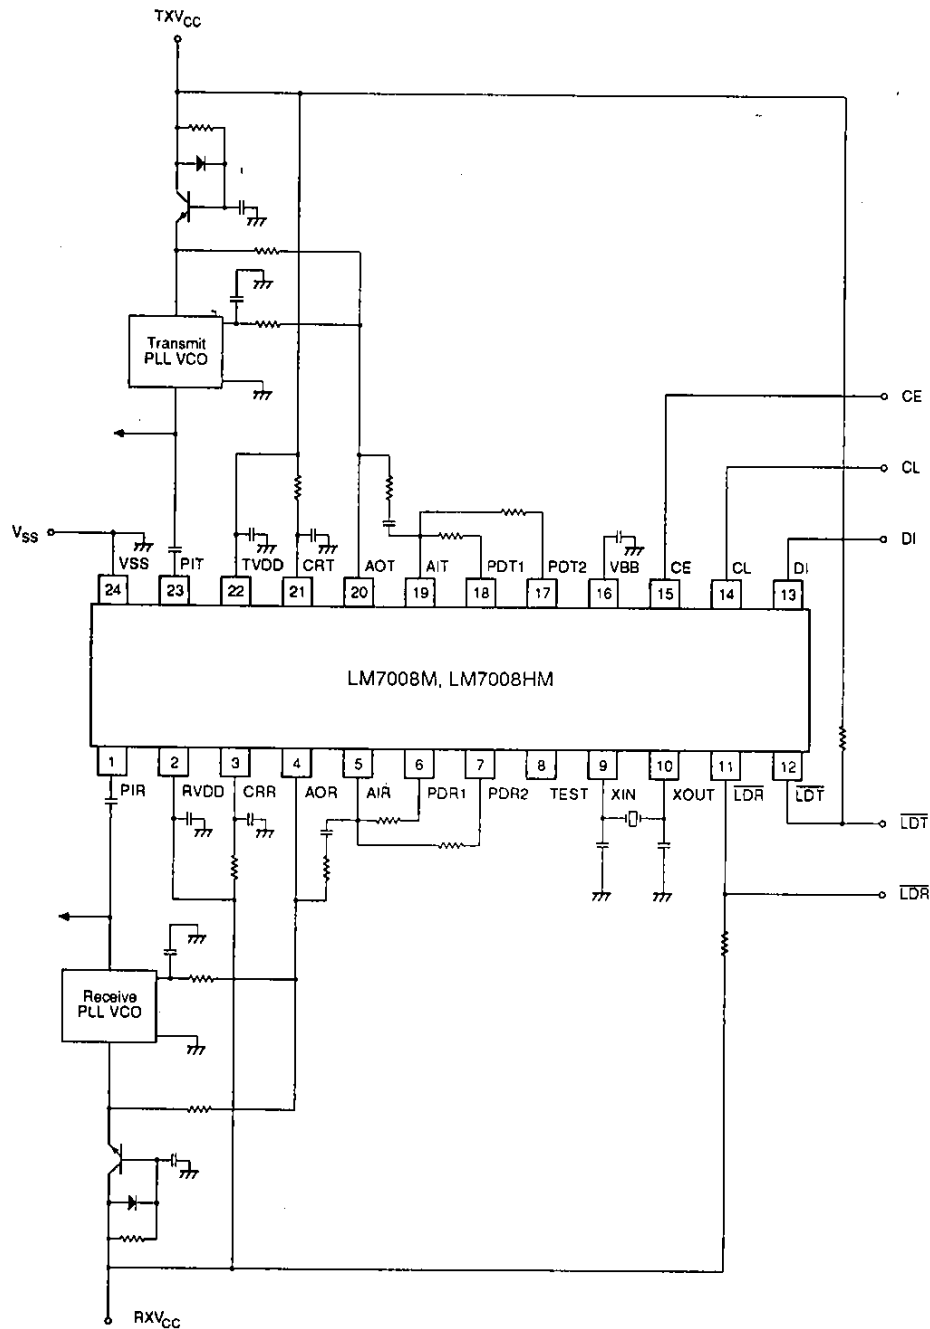 TXVCC
Transmit
PLL VCO
CE
CL
DI
VSS
VSS
PIT
TVDD
CRT
AOT
AIT
PDT1
PDT2
VBB
CE
CL
DI
24
23
22
21
20
19
18
17
16
15
14
13
LM7008M, LM7008HM
1
2
3
4
5
6
7
8
9
10
11
12
PIR
RVDD
CRR
AOR
AIR
PDR1
PDR2
TEST
XIN
XOUT
LDR
LDT
LDT
LDR
Receive
PLL VCO
RXVCC